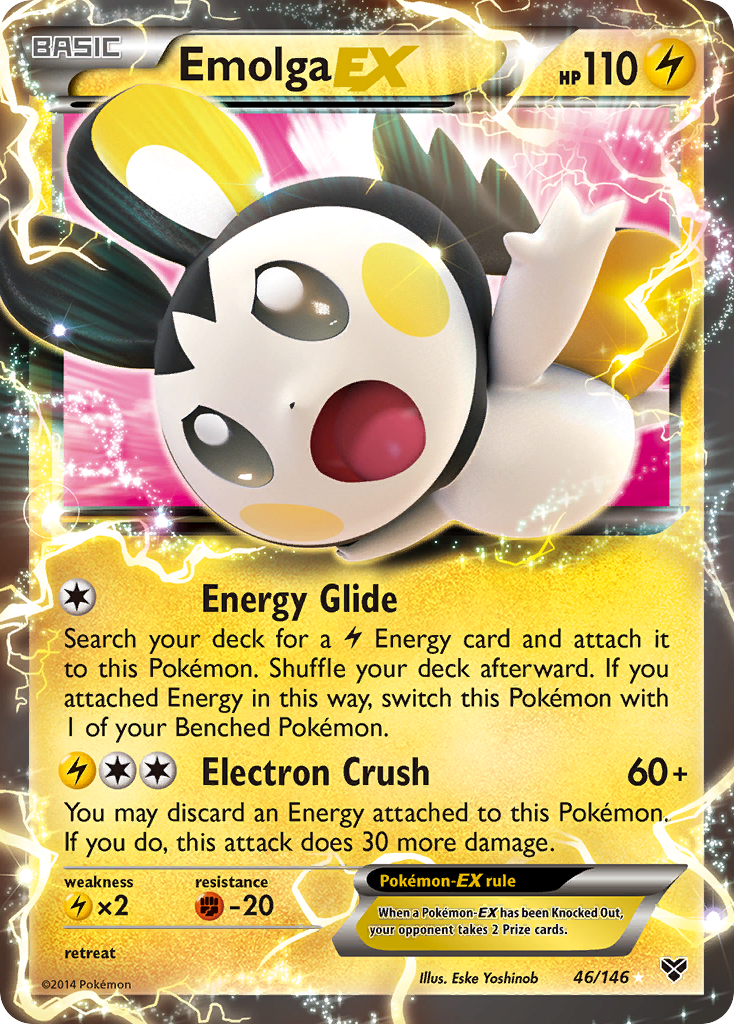 BASIC
EmolgaEX
HP110
Energy Glide
Search your deck for a Energy card and attach it
to this Pokémon. Shuffle your deck afterward. If you
attached Energy in this way, switch this Pokémon with
1 of your Benched Pokémon.
Electron Crush 60+
You may discard an Energy attached to this Pokémon.
If you do, this attack does 30 more damage.
weakness resistance
×2 -20
Pokémon-EX rule
When a Pokémon-EX has been Knocked Out,
your opponent takes 2 Prize cards.
retreat
©2014 Pokémon
Illus. Eske Yoshinob
46/146